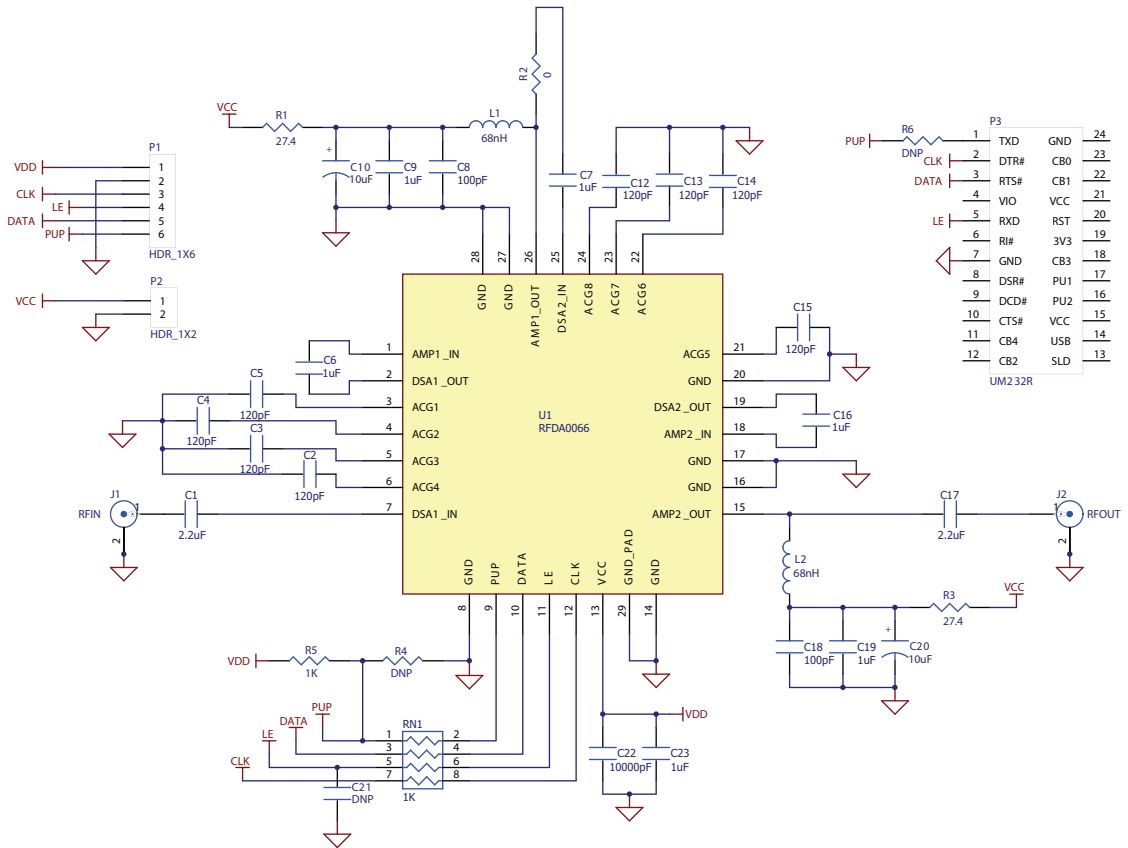 VCC
R1
27.4
+
C10
10uF
C9
1uF
C8
100pF
L1
68nH
R2
0
C7
1uF
C12
120pF
C13
120pF
C14
120pF
P1
VDD
CLK
LE
DATA
PUP
1
2
3
4
5
6
HDR_1X6
P2
VCC
1
2
HDR_1X2
P3
PUP
R6
DNP
CLK
DATA
LE
1 TXD GND 24
2 DTR# CB0 23
3 RTS# CB1 22
4 VIO VCC 21
5 RXD RST 20
6 RI# 3V3 19
7 GND CB3 18
8 DSR# PU1 17
9 DCD# PU2 16
10 CTS# VCC 15
11 CB4 USB 14
12 CB2 SLD 13
UM232R
28 GND
27 GND
26 AMP1_OUT
25 DSA2_IN
24 ACG8
23 ACG7
22 ACG6
1 AMP1_IN
2 DSA1_OUT
3 ACG1
4 ACG2
5 ACG3
6 ACG4
7 DSA1_IN
U1
RFDA0066
ACG5 21
GND 20
DSA2_OUT 19
AMP2_IN 18
GND 17
GND 16
AMP2_OUT 15
GND 8
PUP 9
DATA 10
LE 11
CLK 12
VCC 13
GND_PAD 29
GND 14
C6
1uF
C5
120pF
C4
120pF
C3
120pF
C2
120pF
J1
RFIN
1
2
C1
2.2uF
C15
120pF
C16
1uF
C17
2.2uF
J2
1
RFOUT
2
L2
68nH
VCC
R3
27.4
C18
100pF
C19
1uF
+
C20
10uF
VDD
R5
1K
R4
DNP
PUP
DATA
LE
CLK
RN1
1 2
3 4
5 6
7 8
1K
C21
DNP
VDD
C22
10000pF
C23
1uF